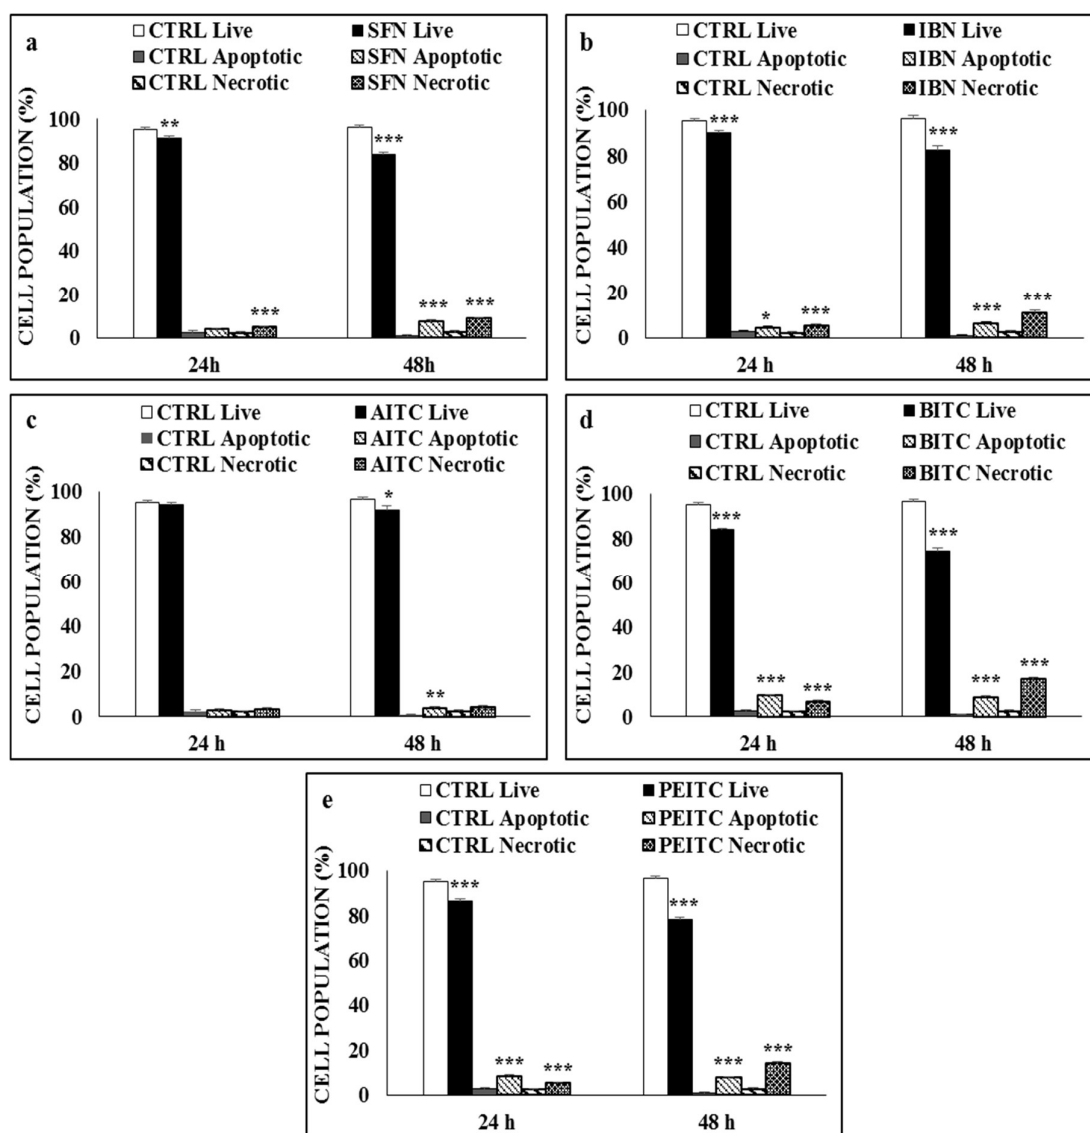 a
CTRL Live SFN Live
CTRL Apoptotic SFN Apoptotic
CTRL Necrotic SFN Necrotic
CELL POPULATION (%)
100
80
60
40
20
0
** ***
*** *** ***
24h 48h
b
CTRL Live IBN Live
CTRL Apoptotic IBN Apoptotic
CTRL Necrotic IBN Necrotic
CELL POPULATION (%)
100
80
60
40
20
0
*** ***
* *** *** ***
24 h 48 h
c
CTRL Live AITC Live
CTRL Apoptotic AITC Apoptotic
CTRL Necrotic AITC Necrotic
CELL POPULATION (%)
100
80
60
40
20
0
*
**
24 h 48 h
d
CTRL Live BITC Live
CTRL Apoptotic BITC Apoptotic
CTRL Necrotic BITC Necrotic
CELL POPULATION (%)
100
80
60
40
20
0
*** ***
*** *** *** ***
24 h 48 h
e
CTRL Live PEITC Live
CTRL Apoptotic PEITC Apoptotic
CTRL Necrotic PEITC Necrotic
CELL POPULATION (%)
100
80
60
40
20
0
*** ***
*** *** *** ***
24 h 48 h